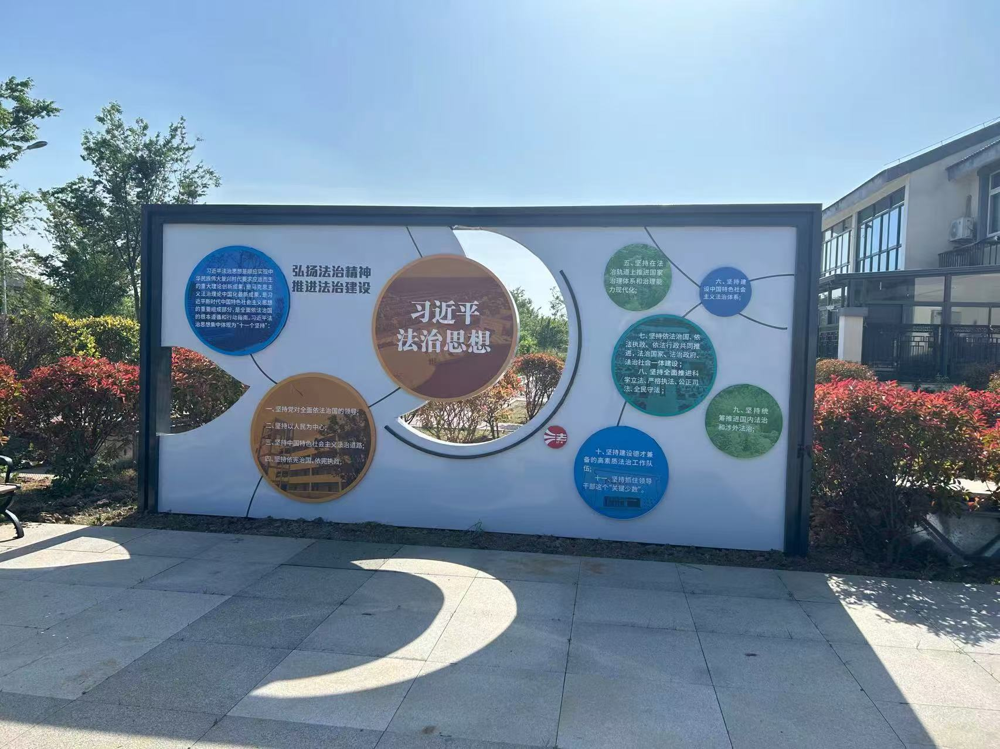 习近平法治思想是顺应实现中
华民族伟大复兴时代要求应运而生
的重大理论创新成果，是马克思主
义法治理论中国化最新成果，是习
近平新时代中国特色社会主义思想
的重要组成部分，是全面依法治国
的根本遵循和行动指南。习近平法
治思想集中体现为“十一个坚持”：
弘扬法治精神
推进法治建设
习近平
法治思想
一、坚持党对全面依法治国的领导；
二、坚持以人民为中心；
三、坚持中国特色社会主义法治道路；
四、坚持依宪治国、依宪执政；
五、坚持在法
治轨道上推进国家
治理体系和治理能
力现代化；
六、坚持建
设中国特色社会
主义法治体系；
七、坚持依法治国、依
法执政、依法行政共同推
进，法治国家、法治政府、
法治社会一体建设；
八、坚持全面推进科
学立法、严格执法、公正司
法、全民守法；
九、坚持统
筹推进国内法治
和涉外法治；
十、坚持建设德才兼
备的高素质法治工作队
伍；
十一、坚持抓住领导
干部这个“关键少数”。
法